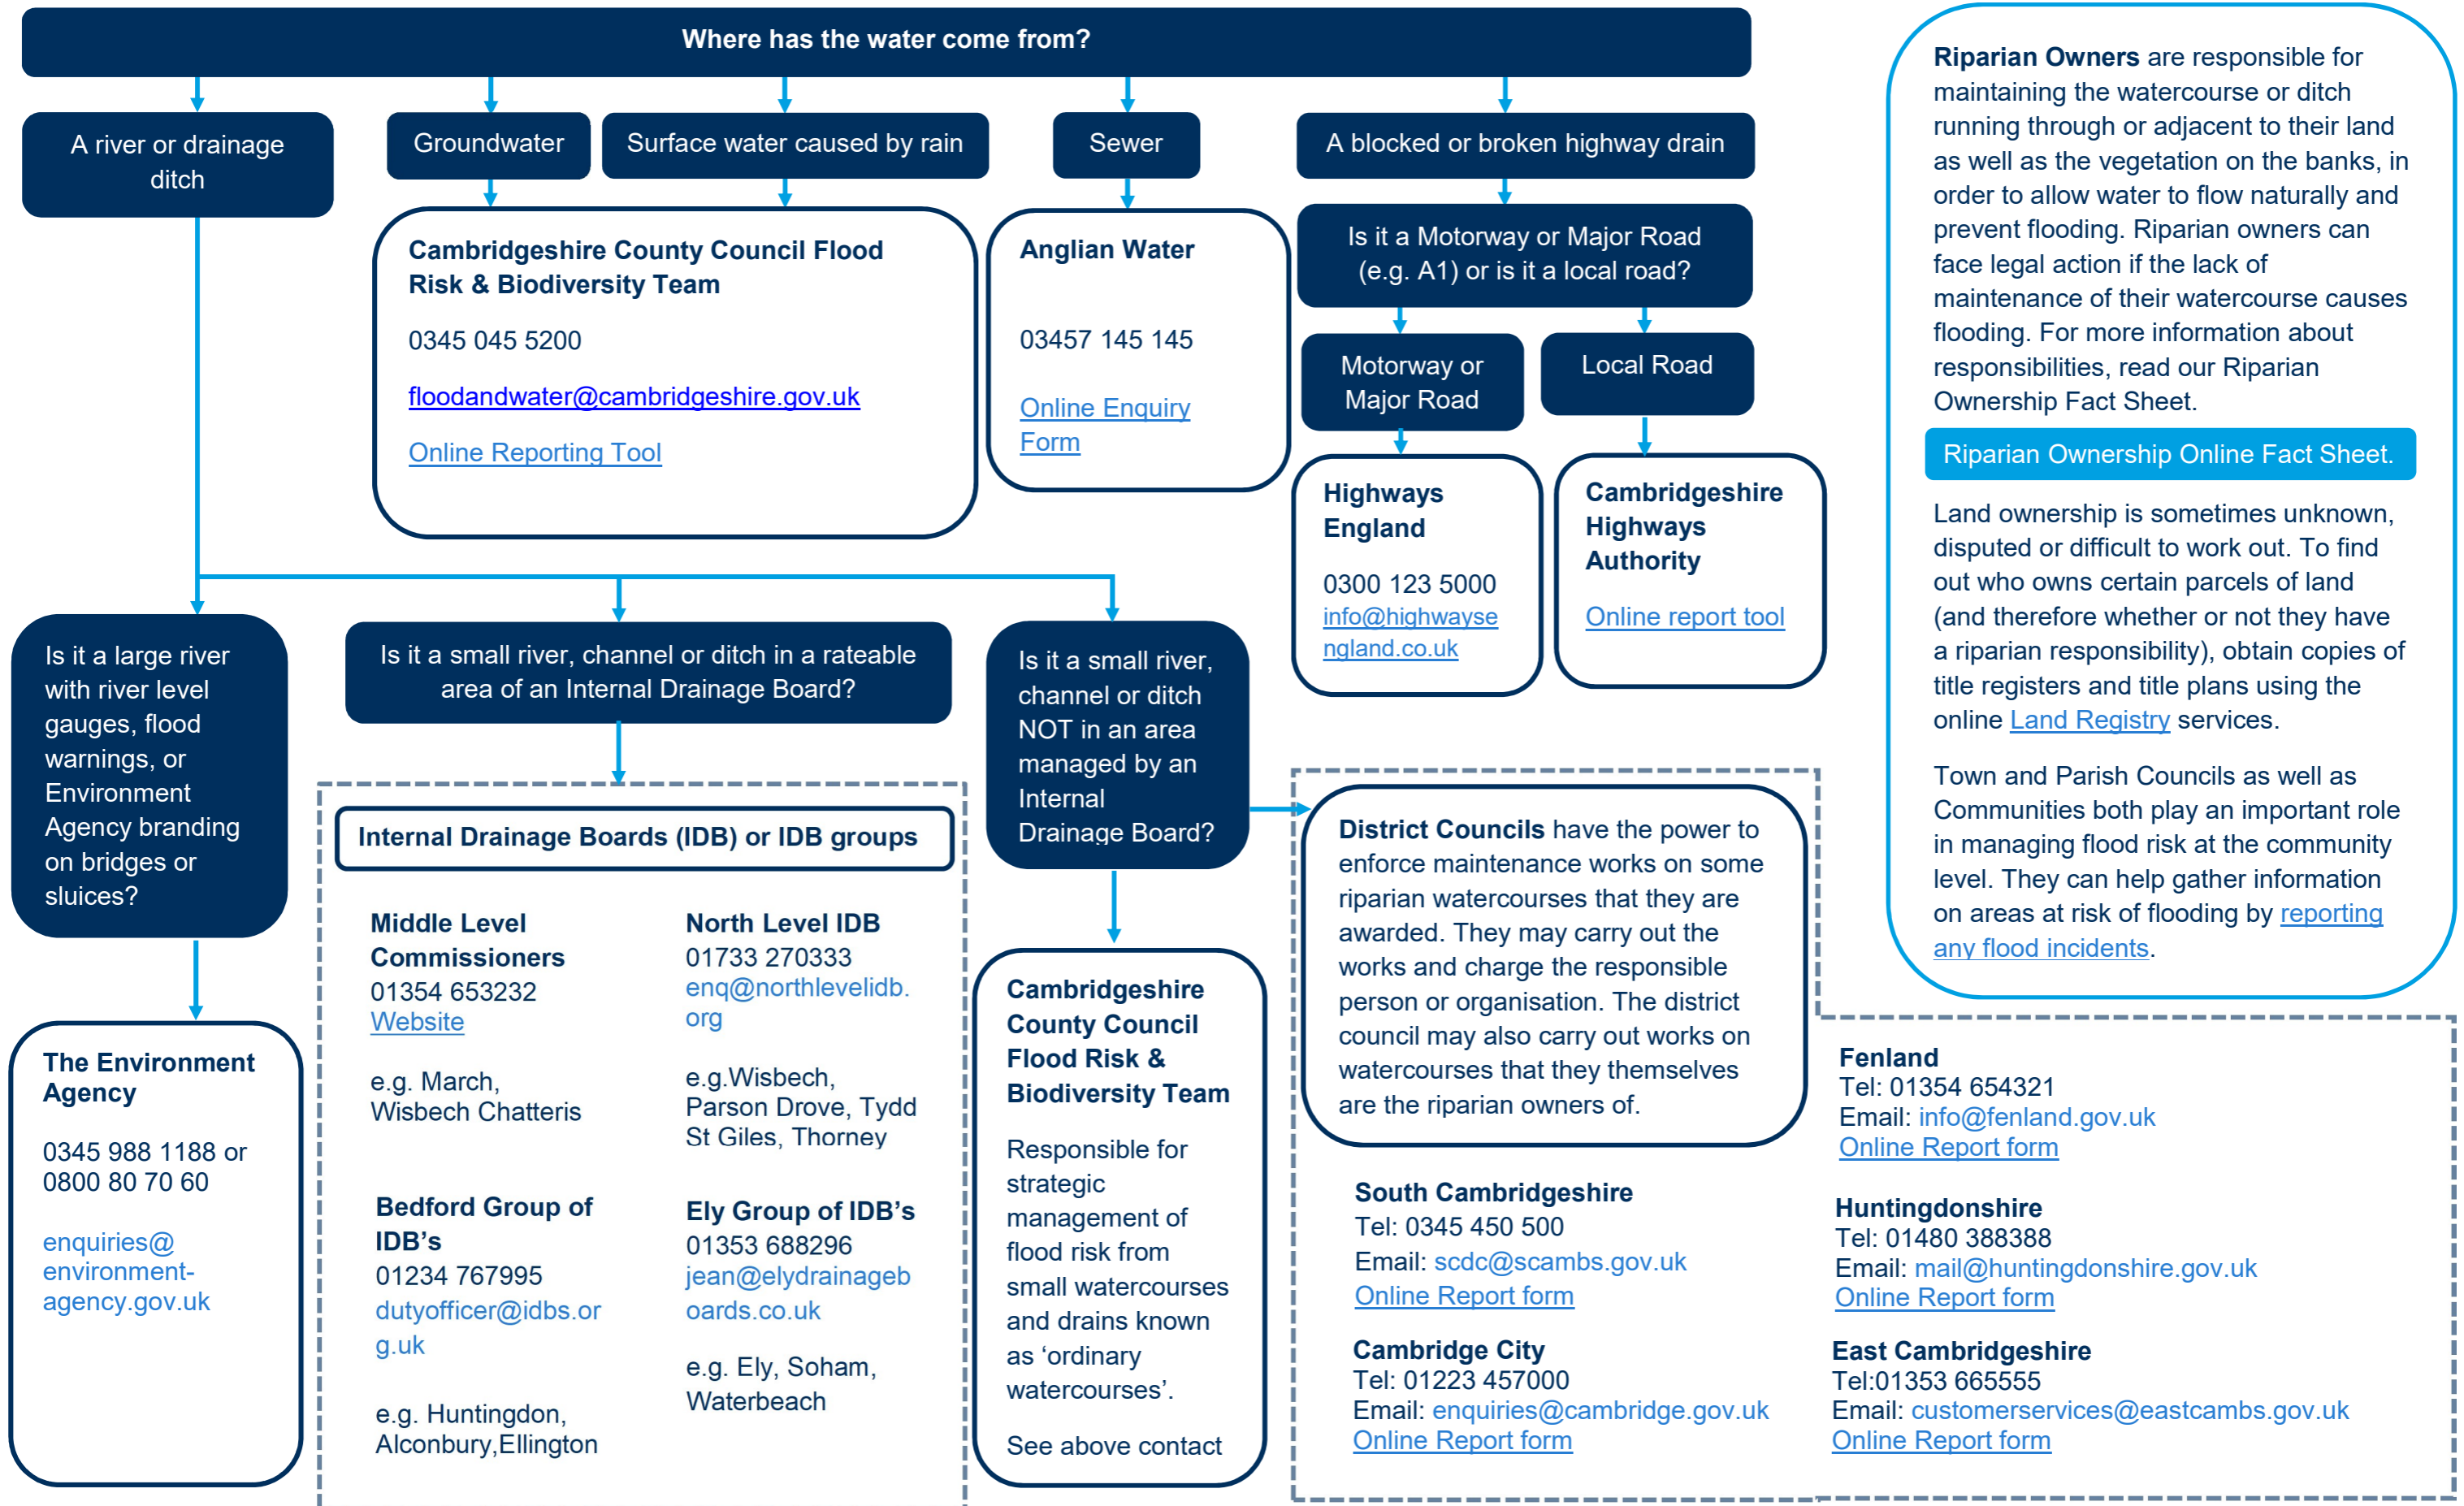 Where has the water come from?
A river or drainage
ditch
Groundwater
Surface water caused by rain
Sewer
A blocked or broken highway drain
Cambridgeshire County Council Flood
Risk & Biodiversity Team
0345 045 5200
floodandwater@cambridgeshire.gov.uk
Online Reporting Tool
Anglian Water
03457 145 145
Online Enquiry
Form
Is it a Motorway or Major Road
(e.g. A1) or is it a local road?
Motorway or
Major Road
Local Road
Highways
England
0300 123 5000
info@highwayse
ngland.co.uk
Cambridgeshire
Highways
Authority
Online report tool
Is it a large river
with river level
gauges, flood
warnings, or
Environment
Agency branding
on bridges or
sluices?
The Environment
Agency
0345 988 1188 or
0800 80 70 60
enquiries@
environment-
agency.gov.uk
Is it a small river, channel or ditch in a rateable
area of an Internal Drainage Board?
Internal Drainage Boards (IDB) or IDB groups
Middle Level
Commissioners
01354 653232
Website
e.g. March,
Wisbech Chatteris
North Level IDB
01733 270333
enq@northlevelidb.
org
e.g.Wisbech,
Parson Drove, Tydd
St Giles, Thorney
Bedford Group of
IDB's
01234 767995
dutyofficer@idbs.or
g.uk
e.g. Huntingdon,
Alconbury,Ellington
Ely Group of IDB's
01353 688296
jean@elydrainageb
oards.co.uk
e.g. Ely, Soham,
Waterbeach
Is it a small river,
channel or ditch
NOT in an area
managed by an
Internal
Drainage Board?
Cambridgeshire
County Council
Flood Risk &
Biodiversity Team
Responsible for
strategic
management of
flood risk from
small watercourses
and drains known
as ‘ordinary
watercourses’.
See above contact
District Councils have the power to
enforce maintenance works on some
riparian watercourses that they are
awarded. They may carry out the
works and charge the responsible
person or organisation. The district
council may also carry out works on
watercourses that they themselves
are the riparian owners of.
South Cambridgeshire
Tel: 0345 450 500
Email: scdc@scambs.gov.uk
Online Report form
Cambridge City
Tel: 01223 457000
Email: enquiries@cambridge.gov.uk
Online Report form
Fenland
Tel: 01354 654321
Email: info@fenland.gov.uk
Online Report form
Huntingdonshire
Tel: 01480 388388
Email: mail@huntingdonshire.gov.uk
Online Report form
East Cambridgeshire
Tel:01353 665555
Email: customerservices@eastcambs.gov.uk
Online Report form
Riparian Owners are responsible for
maintaining the watercourse or ditch
running through or adjacent to their land
as well as the vegetation on the banks, in
order to allow water to flow naturally and
prevent flooding. Riparian owners can
face legal action if the lack of
maintenance of their watercourse causes
flooding. For more information about
responsibilities, read our Riparian
Ownership Fact Sheet.
Riparian Ownership Online Fact Sheet.
Land ownership is sometimes unknown,
disputed or difficult to work out. To find
out who owns certain parcels of land
(and therefore whether or not they have
a riparian responsibility), obtain copies of
title registers and title plans using the
online Land Registry services.
Town and Parish Councils as well as
Communities both play an important role
in managing flood risk at the community
level. They can help gather information
on areas at risk of flooding by reporting
any flood incidents.